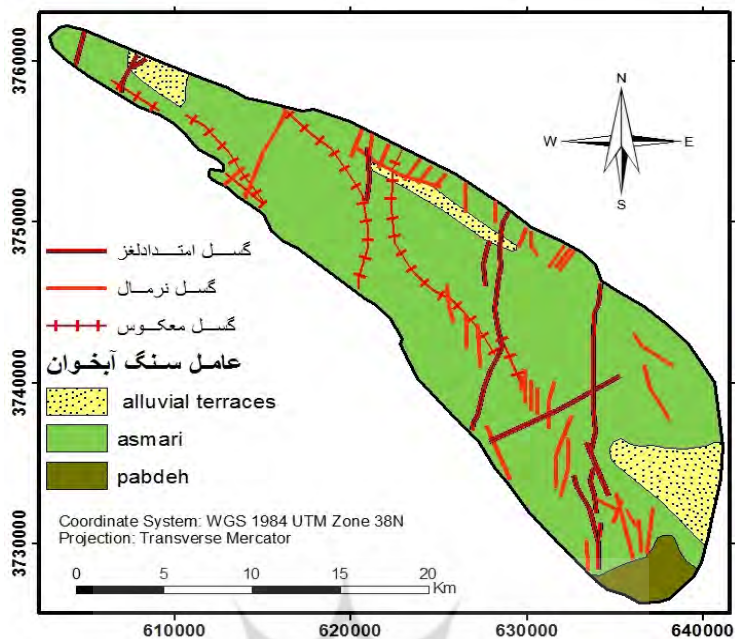 3760000
3750000
3740000
3730000
N
W E
S
گسل امتدادلغز
گسل نرمال
گسل معکوس
عامل سنگ آبخوان
alluvial terraces
asmari
pabdeh
Coordinate System: WGS 1984 UTM Zone 38N
Projection: Transverse Mercator
0 5 10 15 20
Km
610000 620000 630000 640000